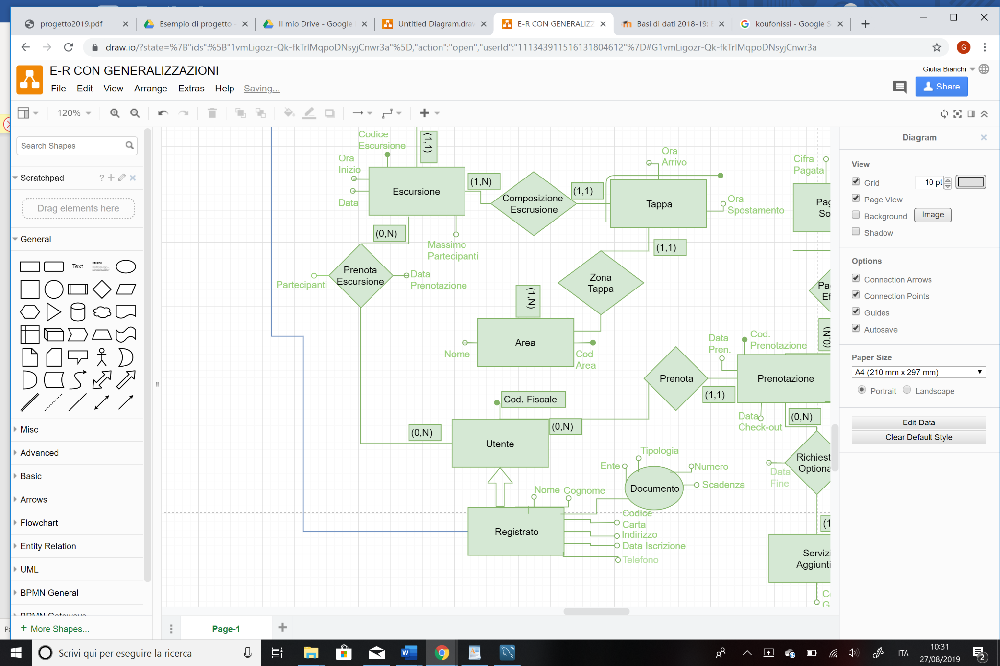 progetto2019.pdf
Esempio di progetto
Il mio Drive - Google
Untitled Diagram.draw
E-R CON GENERALIZZ
Basi di dati 2018-19:
koufonissi - Google S
draw.io/?state=%7B"ids":%5B"1vmLigozr-Qk-fkTrlMqpoDNsyjCnwr3a"%5D,"action":"open","userId":"111343911516131804612"%7D#G1vmLigozr-Qk-fkTrlMqpoDNsyjCnwr3a
G
E-R CON GENERALIZZAZIONI
Giulia Bianchi
File Edit View Arrange Extras Help Saving...
Share
120%
Search Shapes
Scratchpad
?
Drag elements here
General
Text
Heading
Misc
Advanced
Basic
Arrows
Flowchart
Entity Relation
UML
BPMN General
BPMN Gateways
+ More Shapes...
Codice
Escursione
(1,1)
Ora
Inizio
Data
Escursione
(1,N)
Composizione
Escrusione
(1,1)
Ora
Arrivo
Tappa
Ora
Spostamento
Cifra
Pagata
Pag
So
(0,N)
Massimo
Partecipanti
(1,1)
Prenota
Escursione
Partecipanti
Data
Prenotazione
Zona
Tappa
(1,N)
Pa
Ef
(0,N)
Area
Nome
Cod
Area
Data
Pren.
Cod.
Prenotazione
Prenota
(1,1)
Prenotazione
Cod. Fiscale
(0,N)
Utente
(0,N)
Data
Check-out
(0,N)
Tipologia
Ente
Numero
Documento
Scadenza
Richiest
Optiona
Data
Fine
Nome Cognome
Registrato
Codice
Carta
Indirizzo
Data Iscrizione
Telefono
(1
Serviz
Aggiunti
C
G
Page-1
Diagram
View
Grid
10 pt
Page View
Background
Image
Shadow
Options
Connection Arrows
Connection Points
Guides
Autosave
Paper Size
A4 (210 mm x 297 mm)
Portrait
Landscape
Edit Data
Clear Default Style
Pa
Scrivi qui per eseguire la ricerca
ITA
10:31
27/08/2019
2